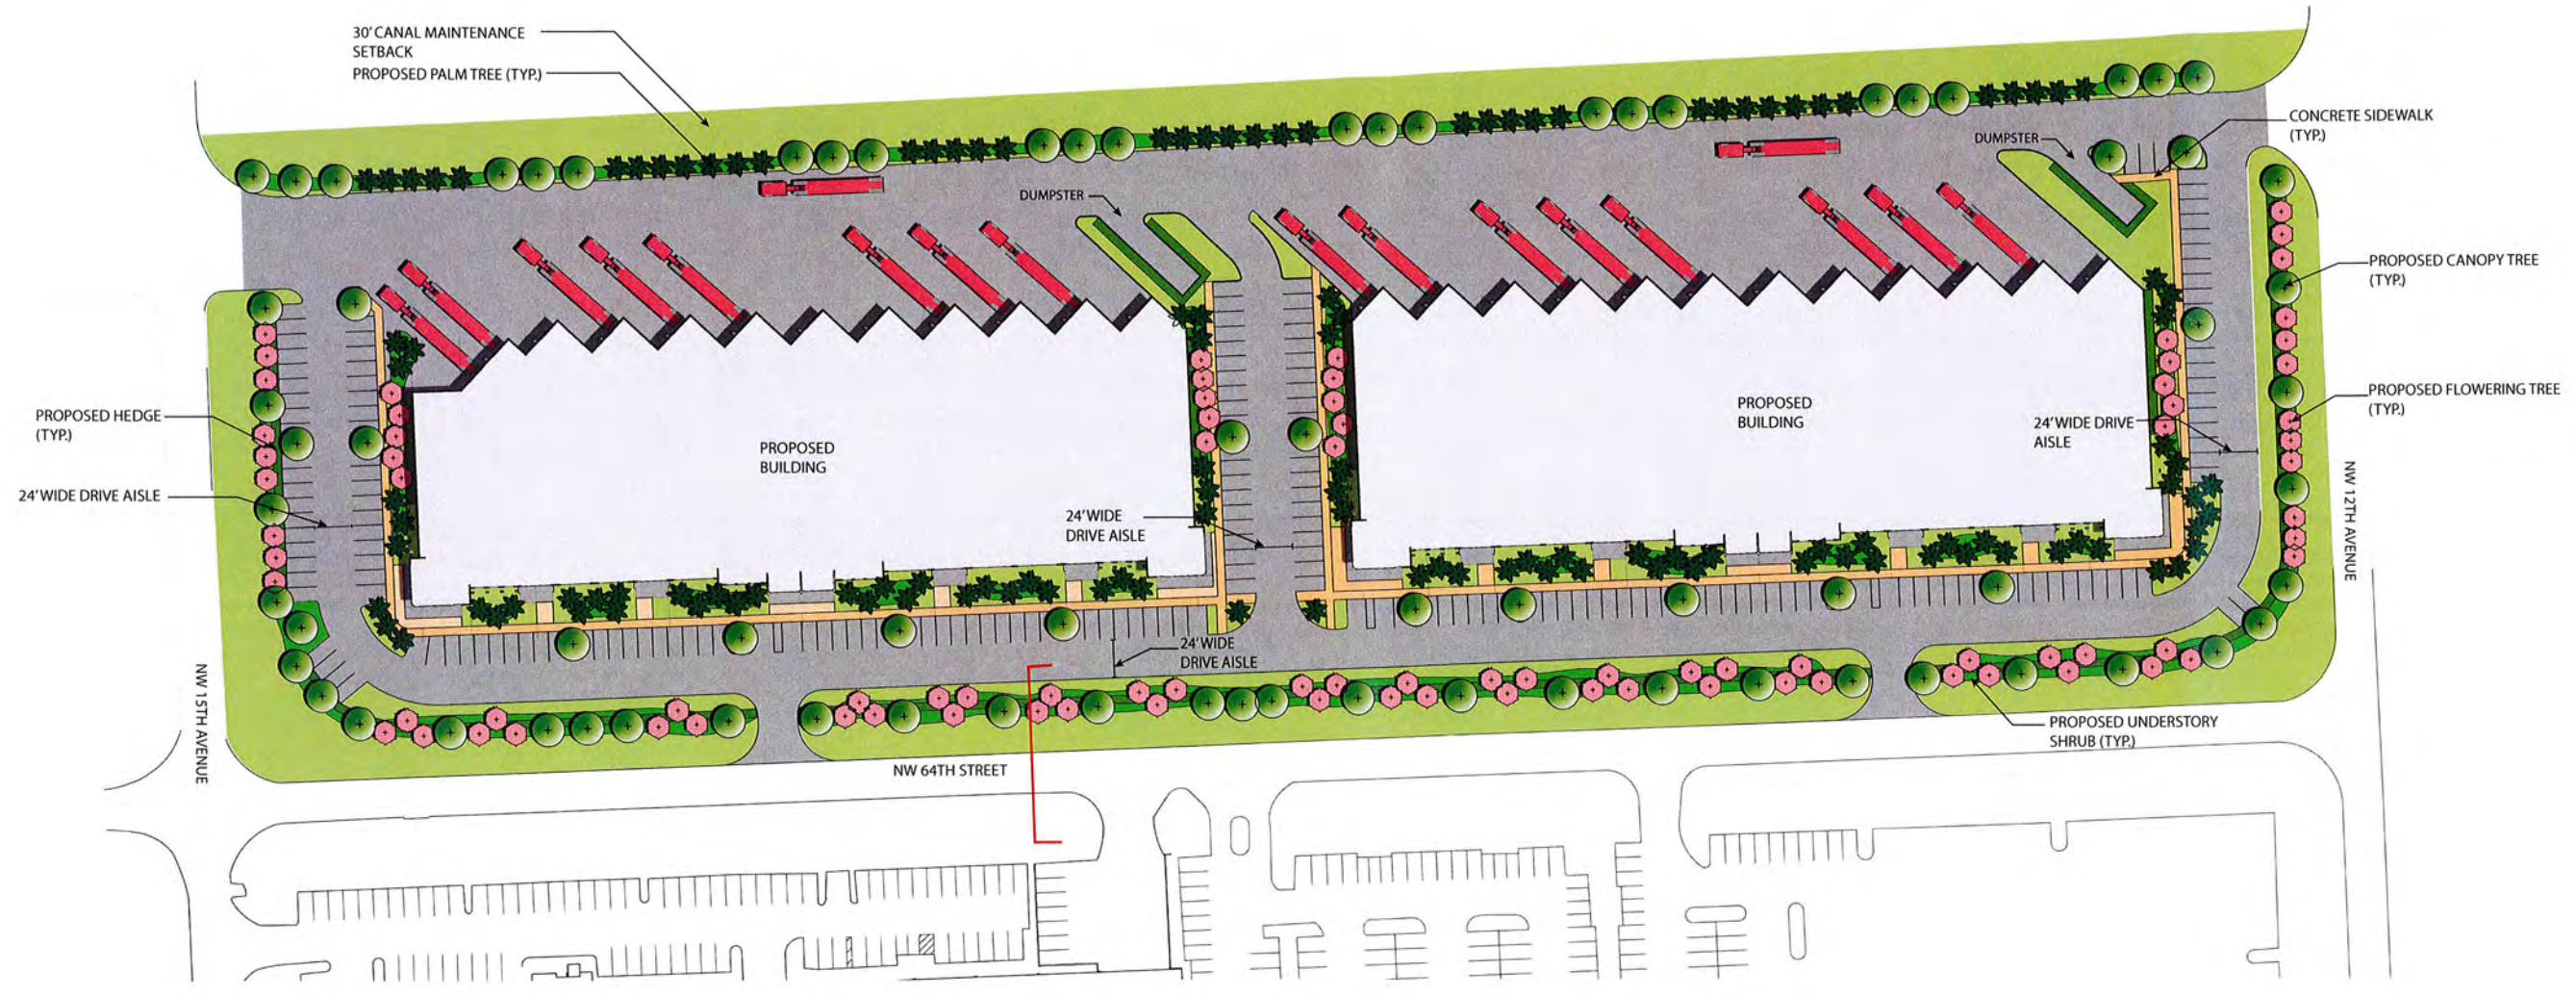 30' CANAL MAINTENANCE
SETBACK
PROPOSED PALM TREE (TYP.)
CONCRETE SIDEWALK
(TYP.)
DUMPSTER
DUMPSTER
PROPOSED CANOPY TREE
(TYP.)
PROPOSED FLOWERING TREE
(TYP.)
PROPOSED HEDGE
(TYP.)
PROPOSED
BUILDING
PROPOSED
BUILDING
24' WIDE DRIVE
AISLE
24' WIDE DRIVE AISLE
24' WIDE
DRIVE AISLE
24' WIDE
DRIVE AISLE
NW 12TH AVENUE
NW 15TH AVENUE
PROPOSED UNDERSTORY
SHRUB (TYP.)
NW 64TH STREET